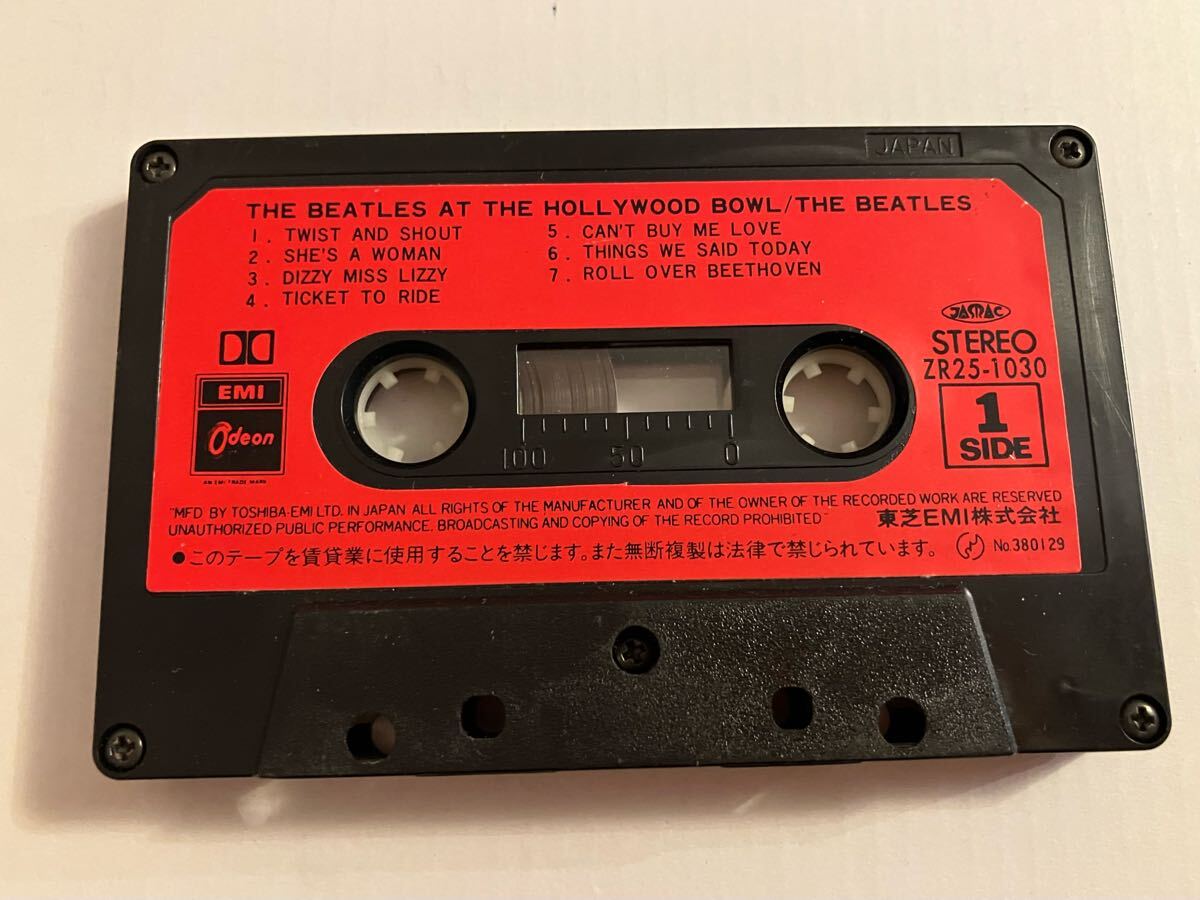 JAPAN
THE BEATLES AT THE HOLLYWOOD BOWL/THE BEATLES
1. TWIST AND SHOUT
2. SHE'S A WOMAN
3. DIZZY MISS LIZZY
4. TICKET TO RIDE
5. CAN'T BUY ME LOVE
6. THINGS WE SAID TODAY
7. ROLL OVER BEETHOVEN
JASRAC
STEREO
ZR25-1030
1
SIDE
EMI
Odeon
AN EMI TRADE MARK
100 50 0
"MFD BY TOSHIBA-EMI LTD. IN JAPAN ALL RIGHTS OF THE MANUFACTURER AND OF THE OWNER OF THE RECORDED WORK ARE RESERVED
UNAUTHORIZED PUBLIC PERFORMANCE, BROADCASTING AND COPYING OF THE RECORD PROHIBITED" 東芝EMI株式会社
●このテープを賃貸業に使用することを禁じます。また無断複製は法律で禁じられています。 No.380129